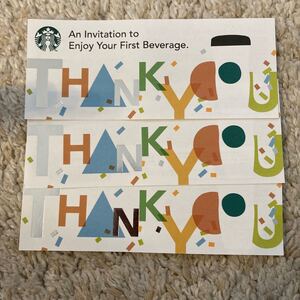 An Invitation to
Enjoy Your First Beverage.
THANK YOU
THANK YOU
THANK YOU